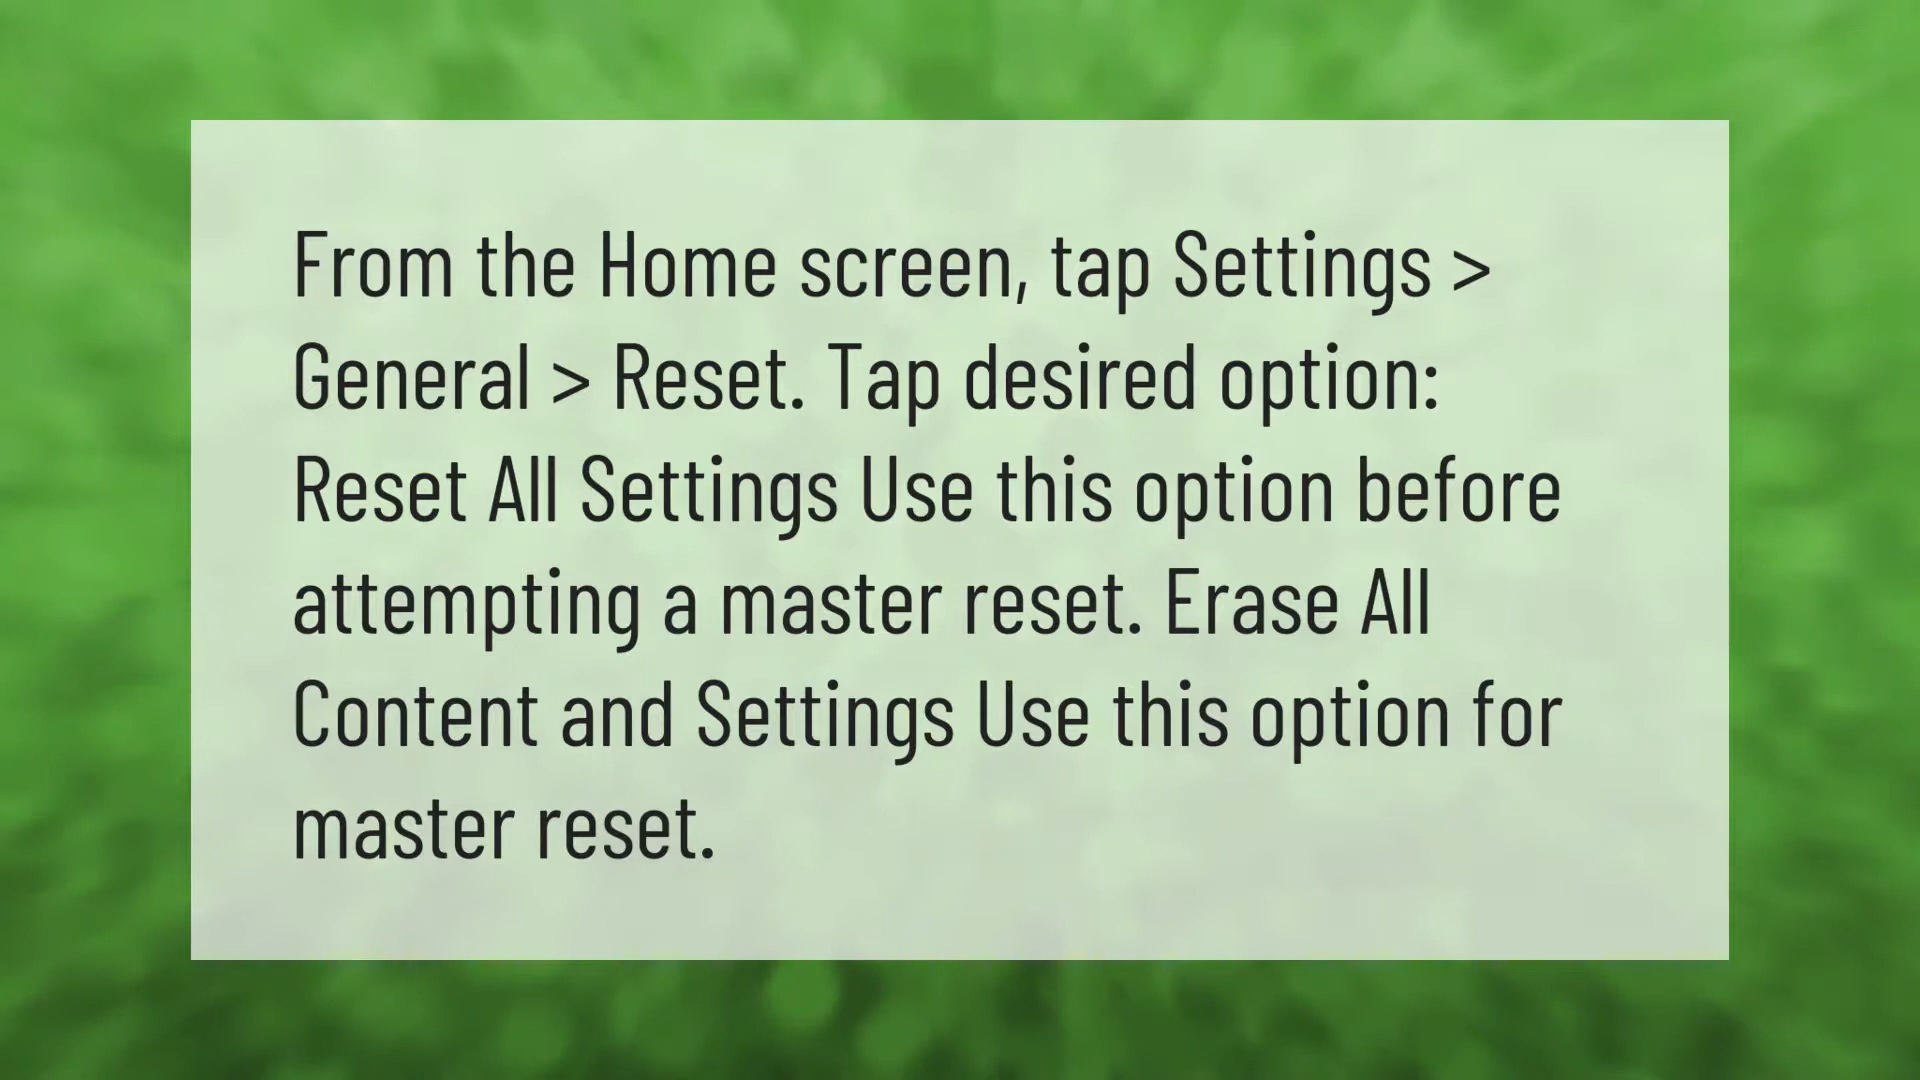 From the Home screen, tap Settings >
General > Reset. Tap desired option:
Reset All Settings Use this option before
attempting a master reset. Erase All
Content and Settings Use this option for
master reset.